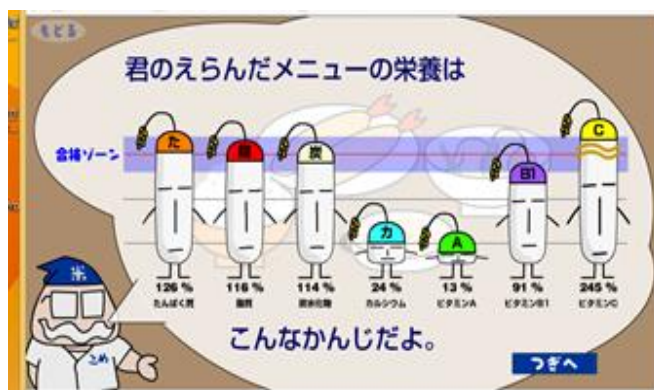 もどる
君のえらんだメニューの栄養は
合格ゾーン
た 脂 炭 カ A B1 C
126 % 116 % 114 % 24 % 13 % 91 % 245 %
たんぱく質 脂質 炭水化物 カルシウム ビタミンA ビタミンB1 ビタミンC
米
こめ
こんなかんじだよ。
つぎへ